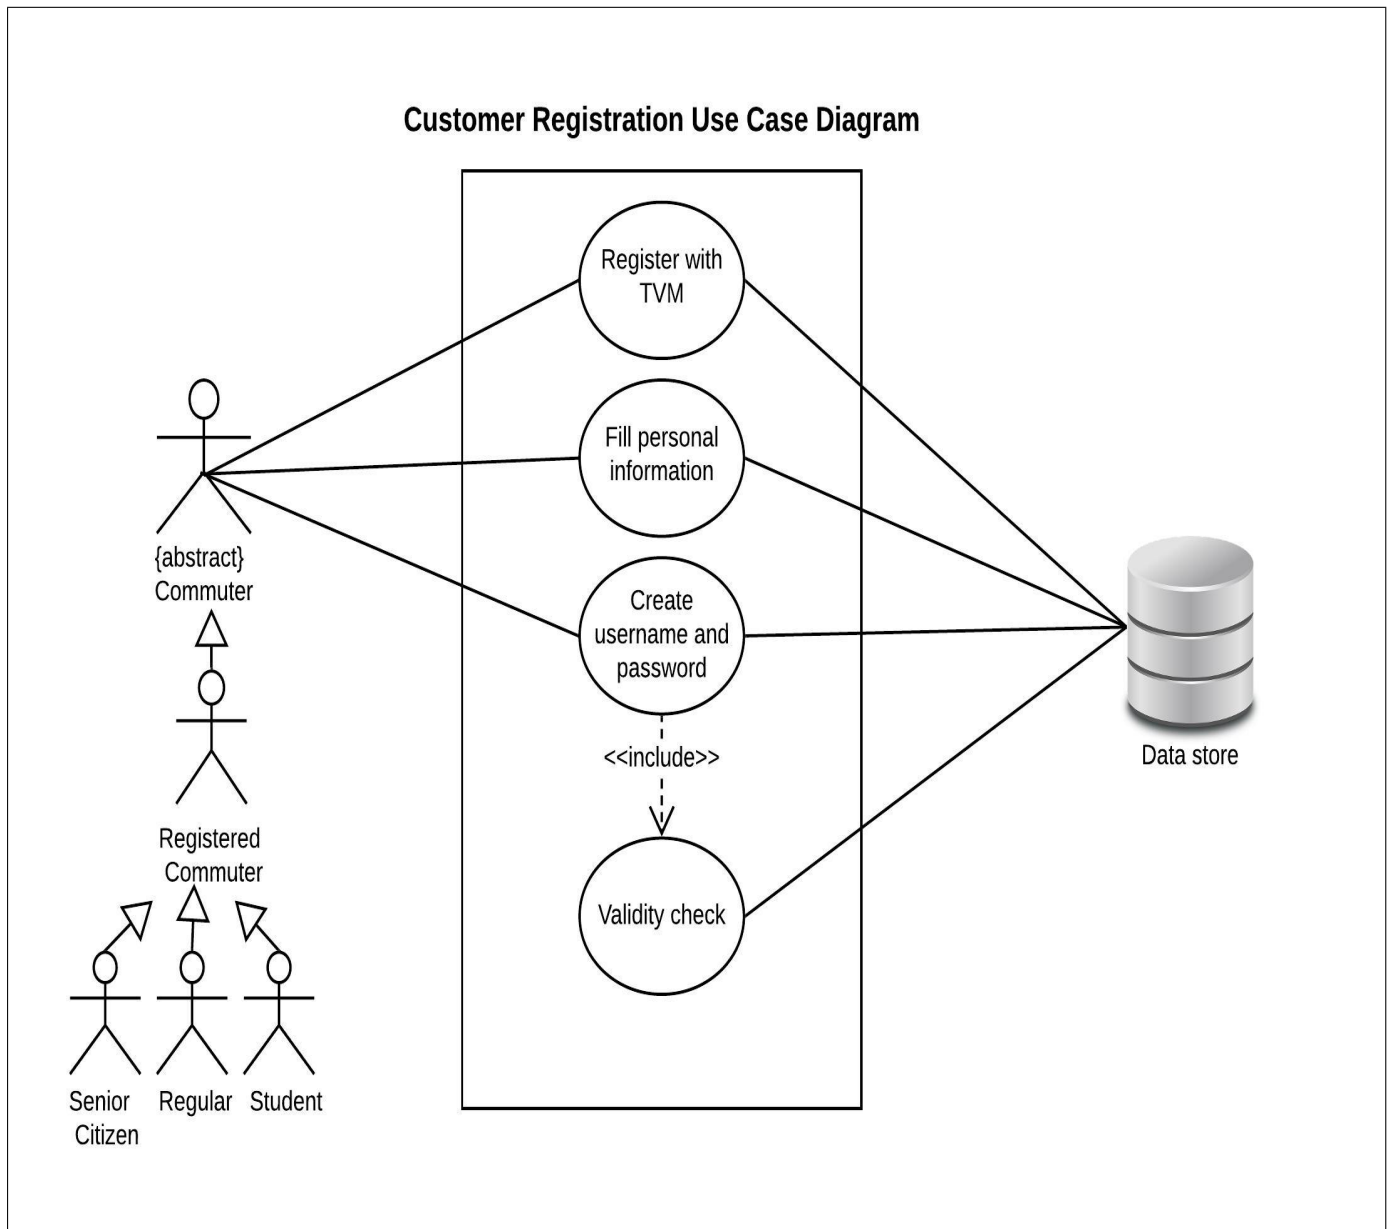 Customer Registration Use Case Diagram
Register with
TVM
Fill personal
information
{abstract}
Commuter
Create
username and
password
<<include>>
Data store
Registered
Commuter
Validity check
Senior
Citizen
Regular
Student